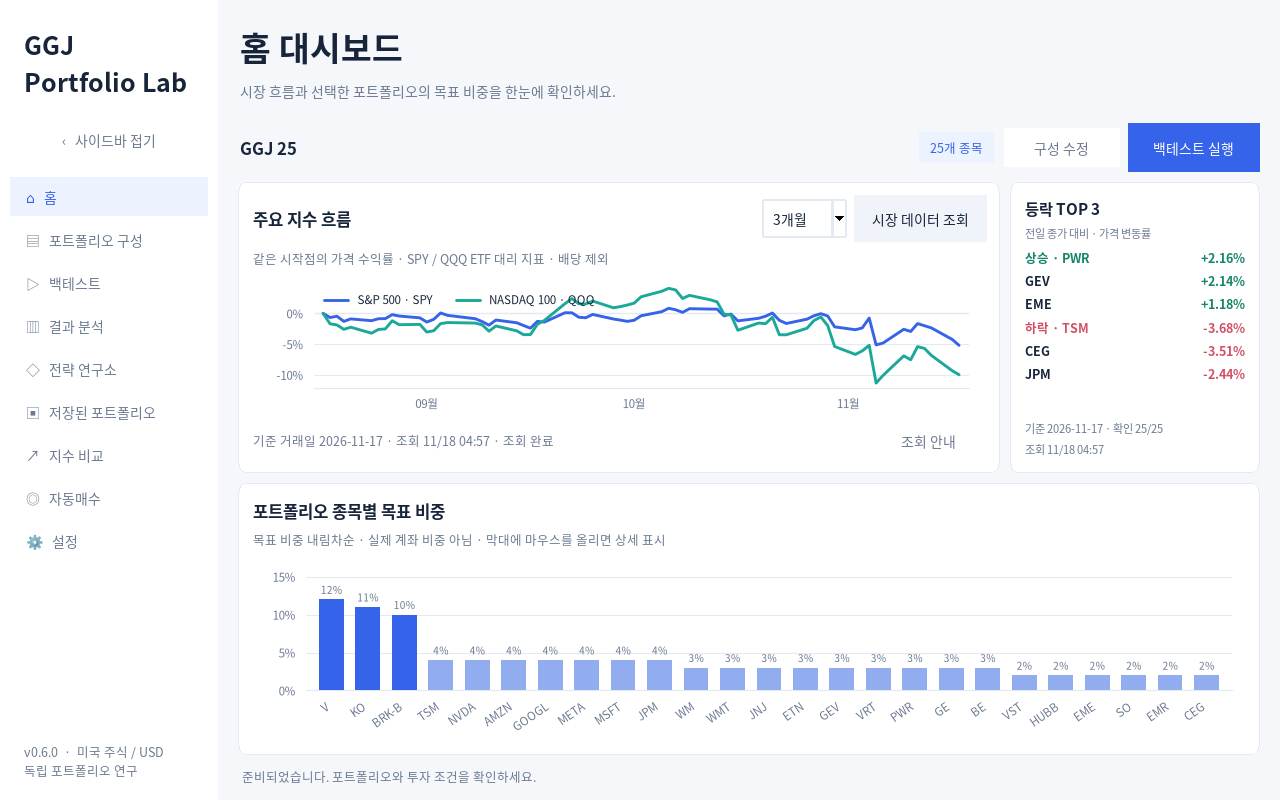 GGJ
Portfolio Lab
‹ 사이드바 접기
⌂ 홈
▤ 포트폴리오 구성
▷ 백테스트
▥ 결과 분석
◇ 전략 연구소
▣ 저장된 포트폴리오
↗ 지수 비교
◎ 자동매수
⚙️ 설정
v0.6.0 · 미국 주식 / USD
독립 포트폴리오 연구
홈 대시보드
시장 흐름과 선택한 포트폴리오의 목표 비중을 한눈에 확인하세요.
GGJ 25
25개 종목
구성 수정
백테스트 실행
주요 지수 흐름
3개월
시장 데이터 조회
같은 시작점의 가격 수익률 · SPY / QQQ ETF 대리 지표 · 배당 제외
S&P 500 · SPY
NASDAQ 100 · QQQ
0%
-5%
-10%
09월
10월
11월
기준 거래일 2026-11-17 · 조회 11/18 04:57 · 조회 완료
조회 안내
등락 TOP 3
전일 종가 대비 · 가격 변동률
상승 · PWR +2.16%
GEV +2.14%
EME +1.18%
하락 · TSM -3.68%
CEG -3.51%
JPM -2.44%
기준 2026-11-17 · 확인 25/25
조회 11/18 04:57
포트폴리오 종목별 목표 비중
목표 비중 내림차순 · 실제 계좌 비중 아님 · 막대에 마우스를 올리면 상세 표시
15%
10%
5%
0%
12% 11% 10% 4% 4% 4% 4% 4% 4% 4% 3% 3% 3% 3% 3% 3% 3% 3% 3% 2% 2% 2% 2% 2% 2%
V KO BRK-B TSM NVDA AMZN GOOGL META MSFT JPM WM WMT JNJ ETN GEV VRT PWR GE BE VST HUBB EME SO EMR CEG
준비되었습니다. 포트폴리오와 투자 조건을 확인하세요.